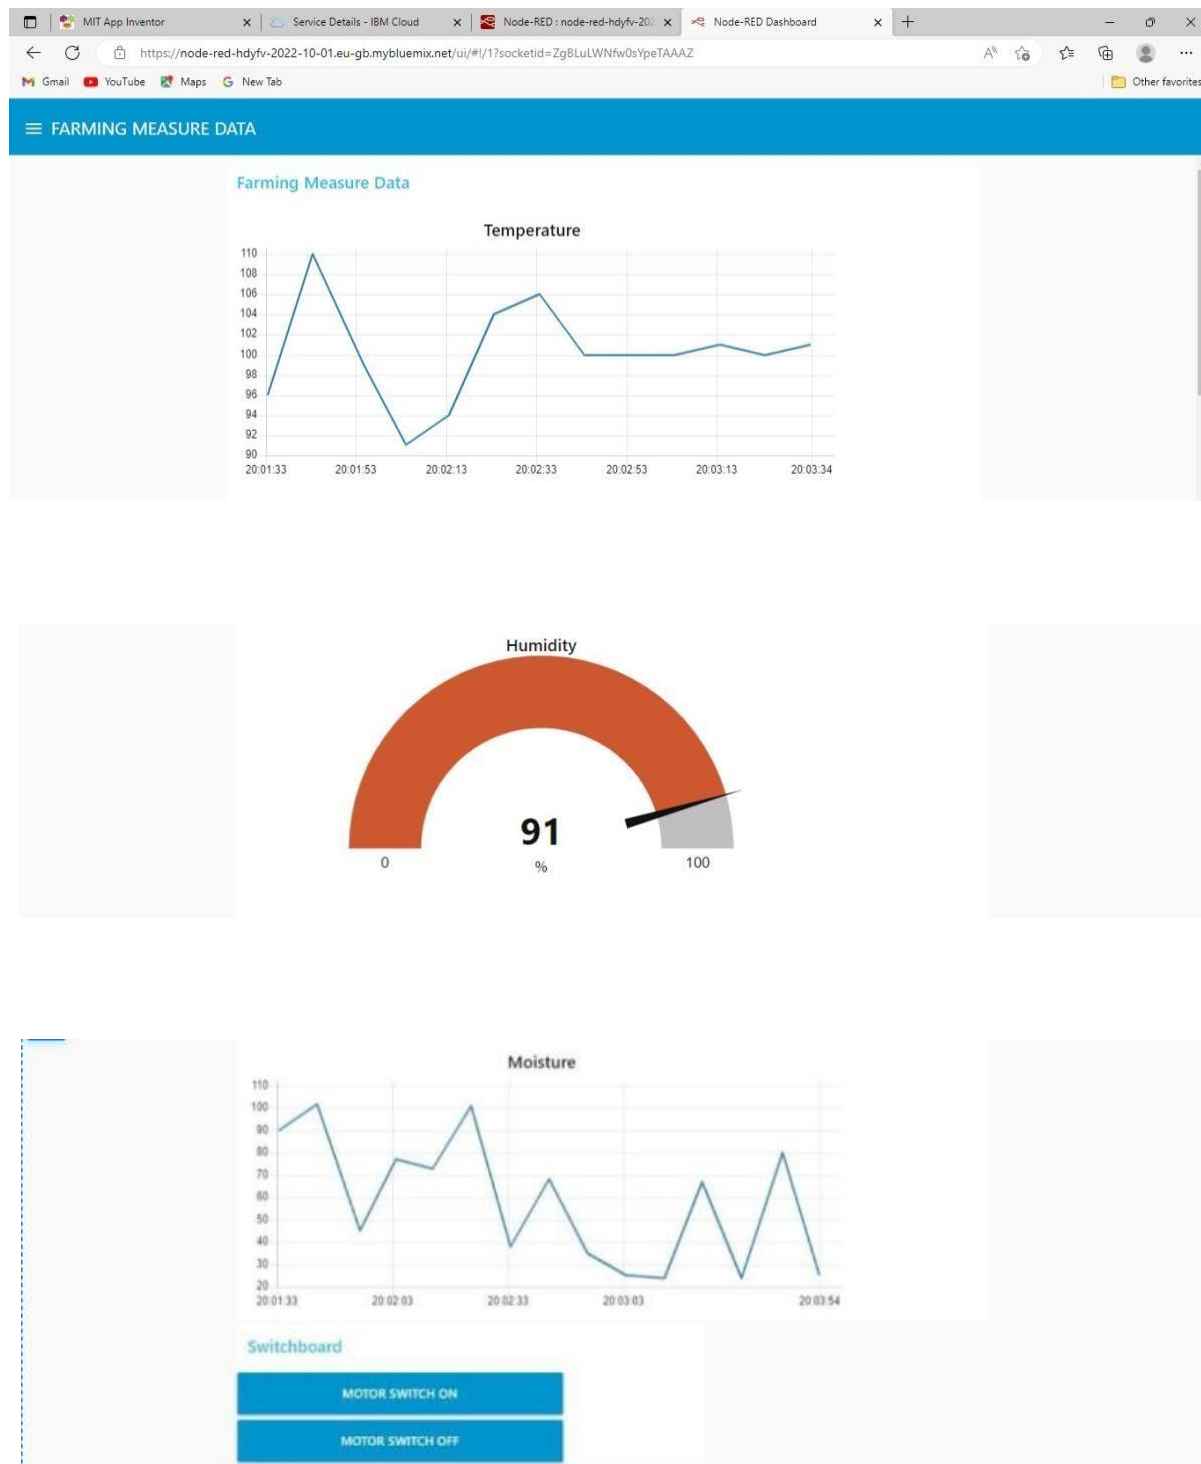 MIT App Inventor Service Details - IBM Cloud Node-RED : node-red-hdyfv-202 Node-RED Dashboard
https://node-red-hdyfv-2022-10-01.eu-gb.mybluemix.net/ui/#!/1?socketid=ZgBLuLWNfw0sYpeTAAAZ
Gmail YouTube Maps New Tab Other favorites
FARMING MEASURE DATA
Farming Measure Data
Temperature
110
108
106
104
102
100
98
96
94
92
90
20:01:33 20:01:53 20:02:13 20:02:33 20:02:53 20:03:13 20:03:34
Humidity
91
0 % 100
Moisture
110
100
90
80
70
60
50
40
30
20
20:01:33 20:02:03 20:02:33 20:03:03 20:03:54
Switchboard
MOTOR SWITCH ON
MOTOR SWITCH OFF